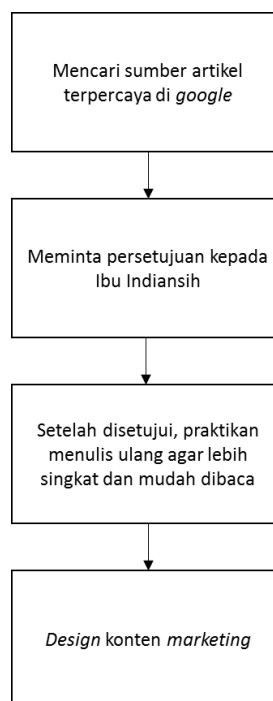 Mencari sumber artikel
terpercaya di google
Meminta persetujuan kepada
Ibu Indiansih
Setelah disetujui, praktikan
menulis ulang agar lebih
singkat dan mudah dibaca
Design konten marketing